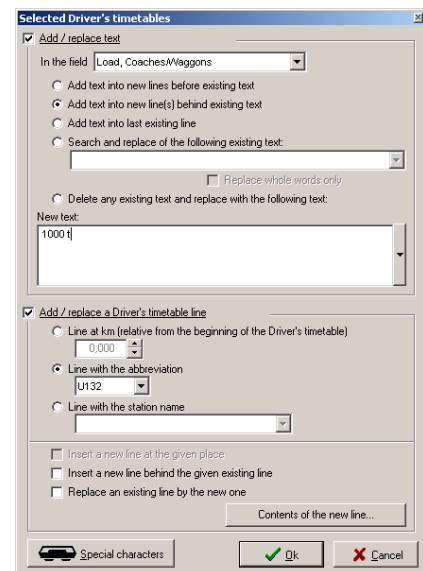 Selected Driver's timetables
Add / replace text
In the field Load, Coaches/Waggons
Add text into new lines before existing text
Add text into new line(s) behind existing text
Add text into last existing line
Search and replace of the following existing text:
Replace whole words only
Delete any existing text and replace with the following text:
New text:
1000 t
Add / replace a Driver's timetable line
Line at km (relative from the beginning of the Driver's timetable)
0,000
Line with the abbreviation
U132
Line with the station name
Insert a new line at the given place
Insert a new line behind the given existing line
Replace an existing line by the new one
Contents of the new line...
Special characters
Ok
Cancel